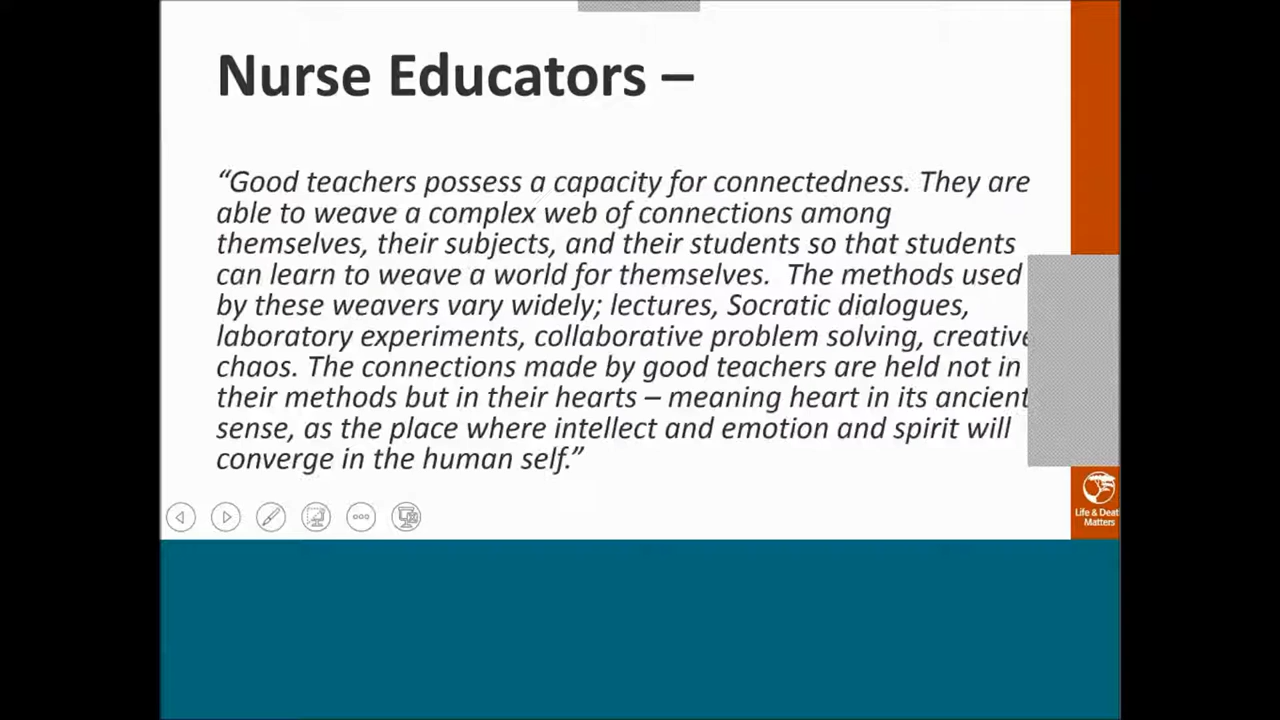 Nurse Educators –
“Good teachers possess a capacity for connectedness. They are
able to weave a complex web of connections among
themselves, their subjects, and their students so that students
can learn to weave a world for themselves.  The methods used
by these weavers vary widely; lectures, Socratic dialogues,
laboratory experiments, collaborative problem solving, creative
chaos. The connections made by good teachers are held not in
their methods but in their hearts – meaning heart in its ancient
sense, as the place where intellect and emotion and spirit will
converge in the human self.”
Life & Deat
Matters